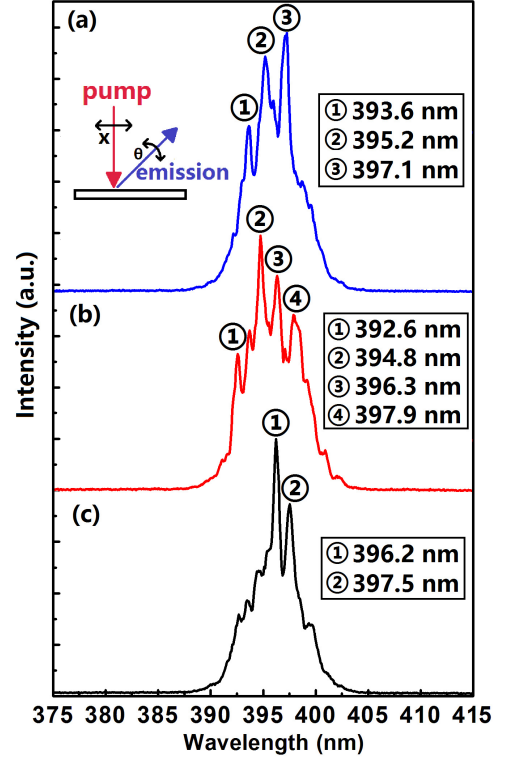 (a)
pump
x
θ
emission
①
②
③
① 393.6 nm
② 395.2 nm
③ 397.1 nm
(b)
①
②
③
④
① 392.6 nm
② 394.8 nm
③ 396.3 nm
④ 397.9 nm
(c)
①
②
① 396.2 nm
② 397.5 nm
Intensity (a.u.)
375 380 385 390 395 400 405 410 415
Wavelength (nm)